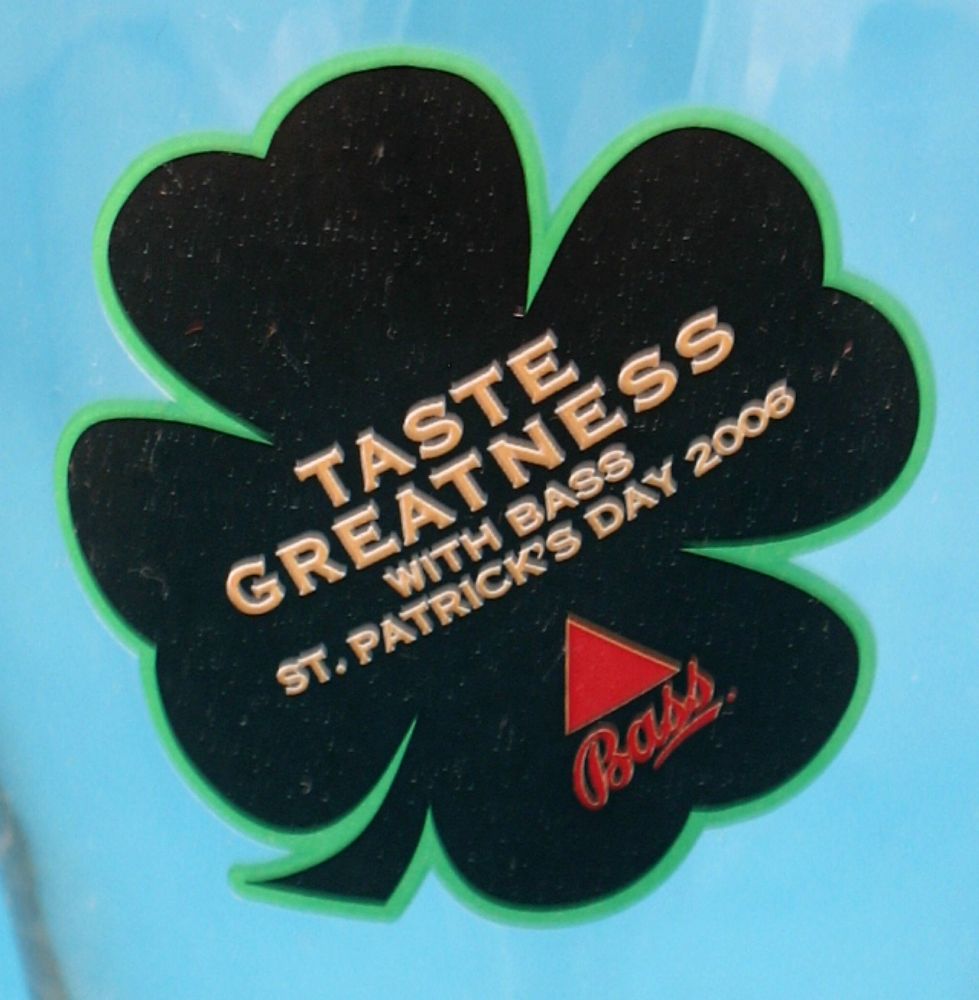 TASTE
GREATNESS
WITH BASS
ST. PATRICK'S DAY 2006
Bass.